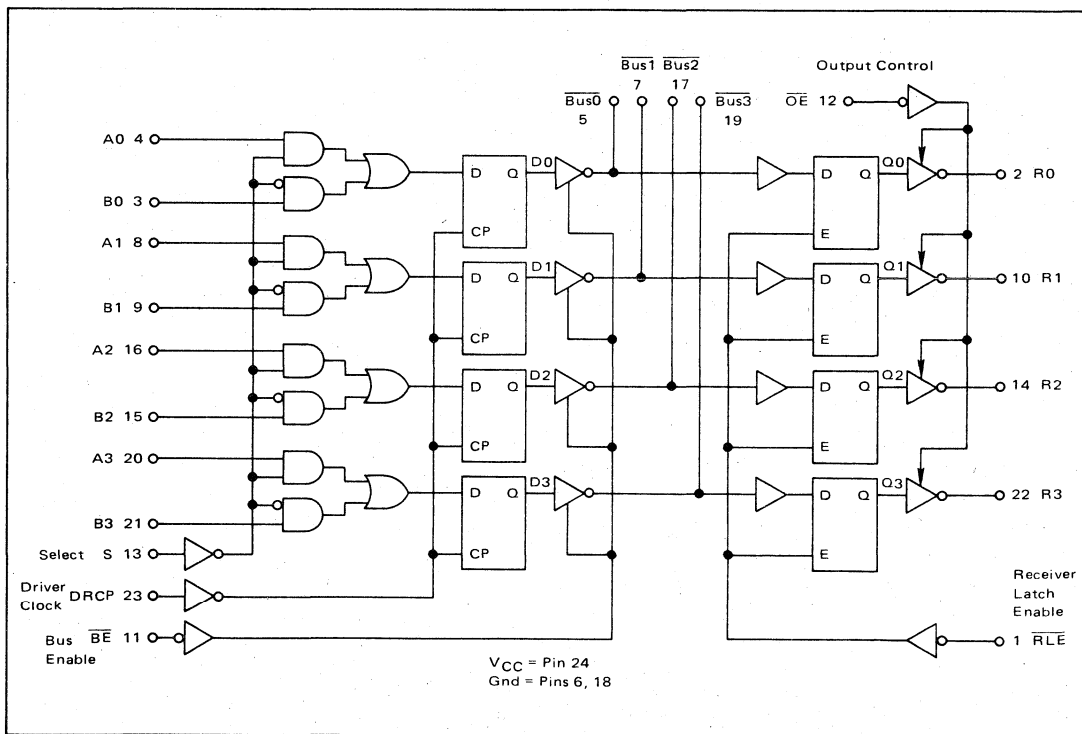 Output Control
Bus1 Bus2
7 17
Bus0 Bus3
5 19
OE 12
A0 4
D Q D0
D Q0
2 R0
B0 3
CP
E
A1 8
D Q D1
D Q1
10 R1
B1 9
CP
E
A2 16
D Q D2
D Q2
14 R2
B2 15
CP
E
A3 20
D Q D3
D Q3
22 R3
B3 21
CP
E
Select S 13
Driver
Clock DRCP 23
Bus
Enable BE 11
Receiver
Latch
Enable
1 RLE
VCC = Pin 24
Gnd = Pins 6, 18